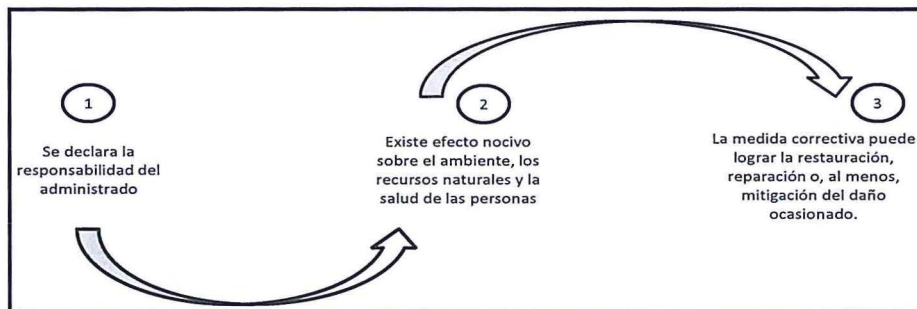 1
Se declara la
responsabilidad del
administrado
2
Existe efecto nocivo
sobre el ambiente, los
recursos naturales y la
salud de las personas
3
La medida correctiva puede
lograr la restauración,
reparación o, al menos,
mitigación del daño
ocasionado.